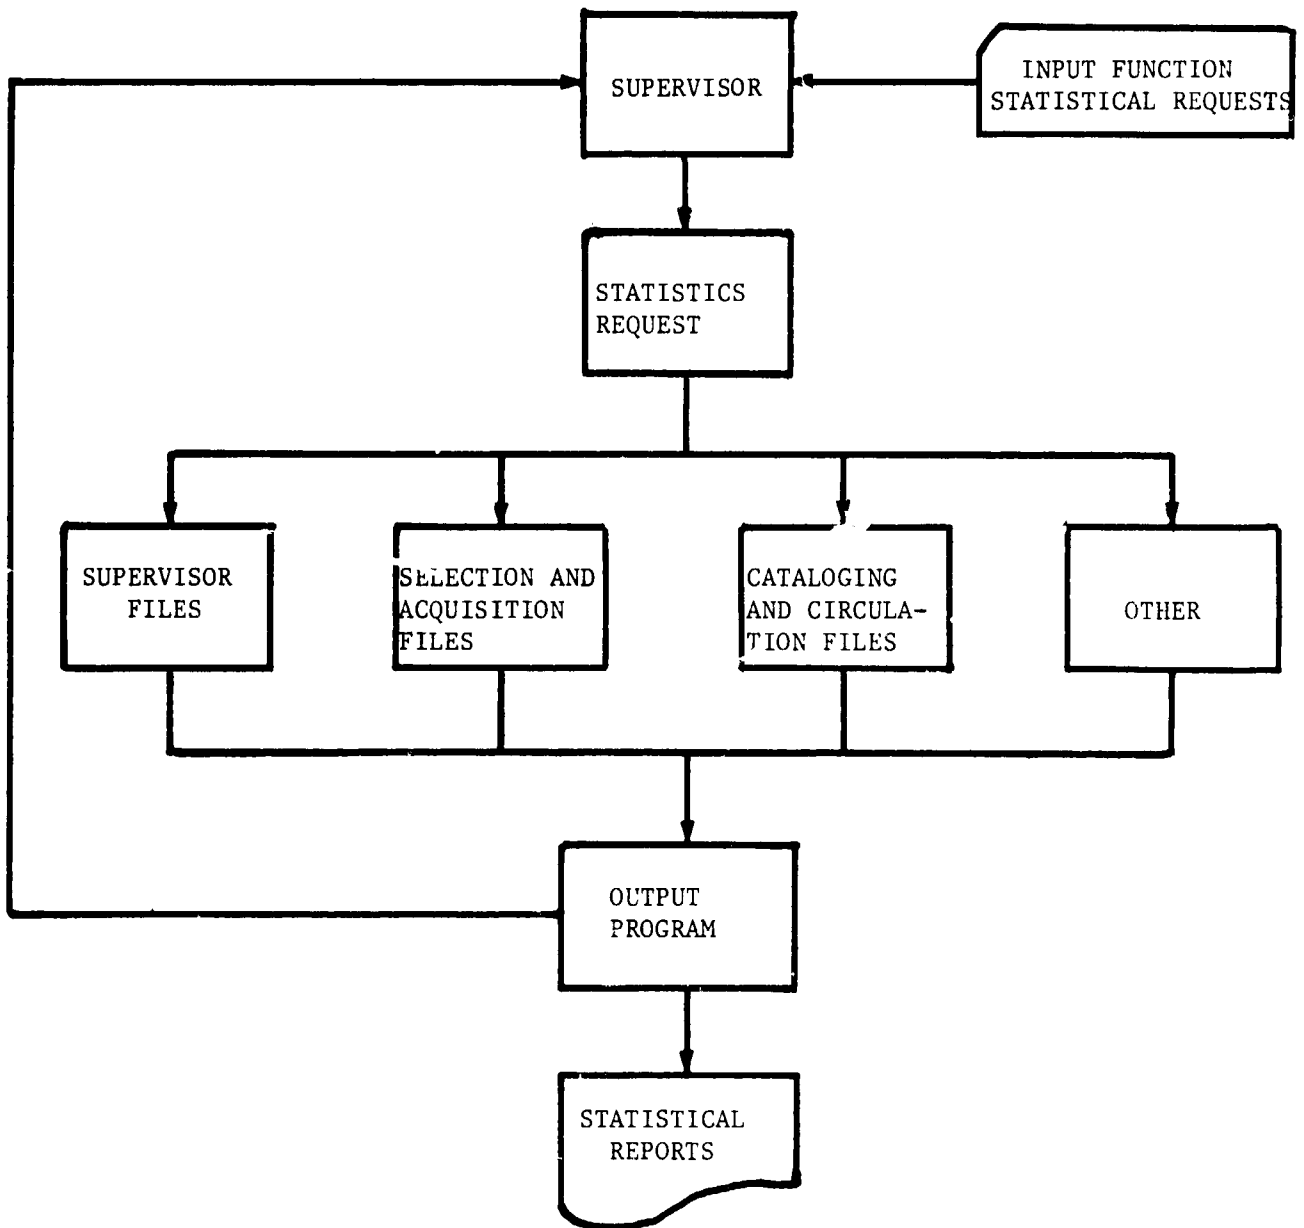 SUPERVISOR
INPUT FUNCTION
STATISTICAL REQUESTS
STATISTICS
REQUEST
SUPERVISOR
FILES
SELECTION AND
ACQUISITION
FILES
CATALOGING
AND CIRCULA-
TION FILES
OTHER
OUTPUT
PROGRAM
STATISTICAL
REPORTS